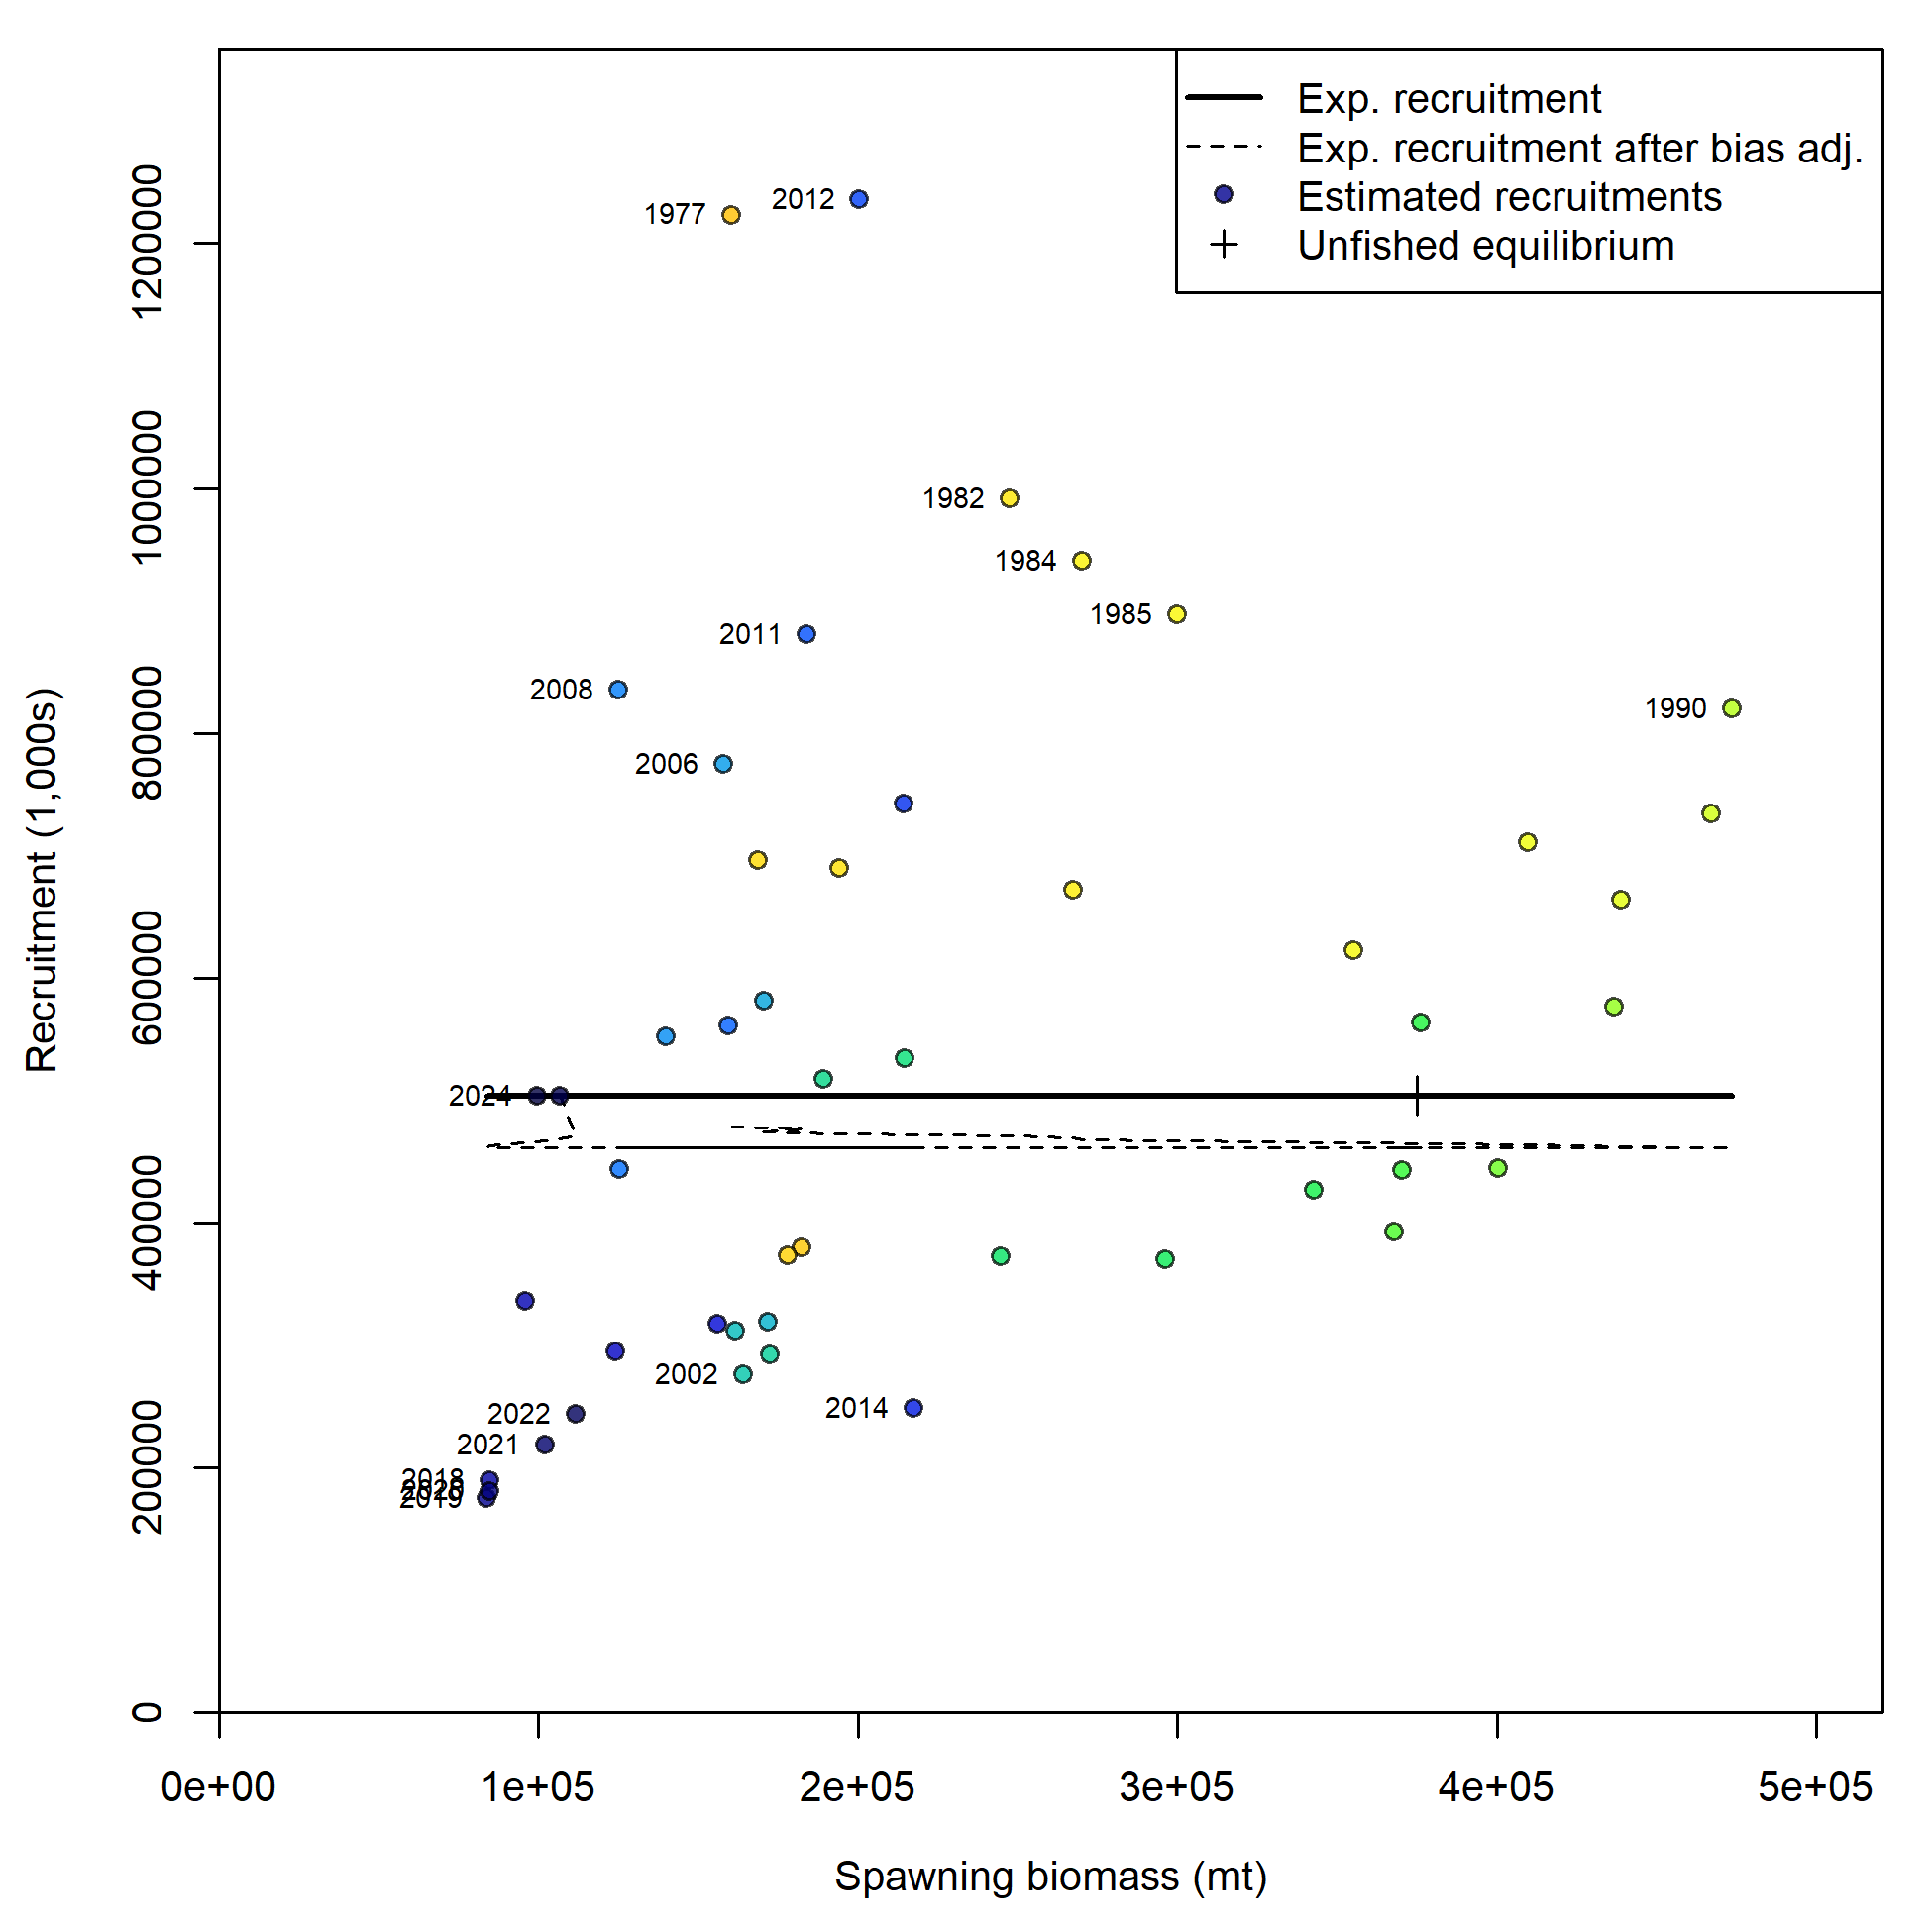 Exp. recruitment
Exp. recruitment after bias adj.
Estimated recruitments
Unfished equilibrium
1977
2012
1982
1984
1985
2011
2008
1990
2006
2024
2002
2014
2022
2021
2018
2019
Recruitment (1,000s)
0
200000
400000
600000
800000
1000000
1200000
0e+00
1e+05
2e+05
3e+05
4e+05
5e+05
Spawning biomass (mt)